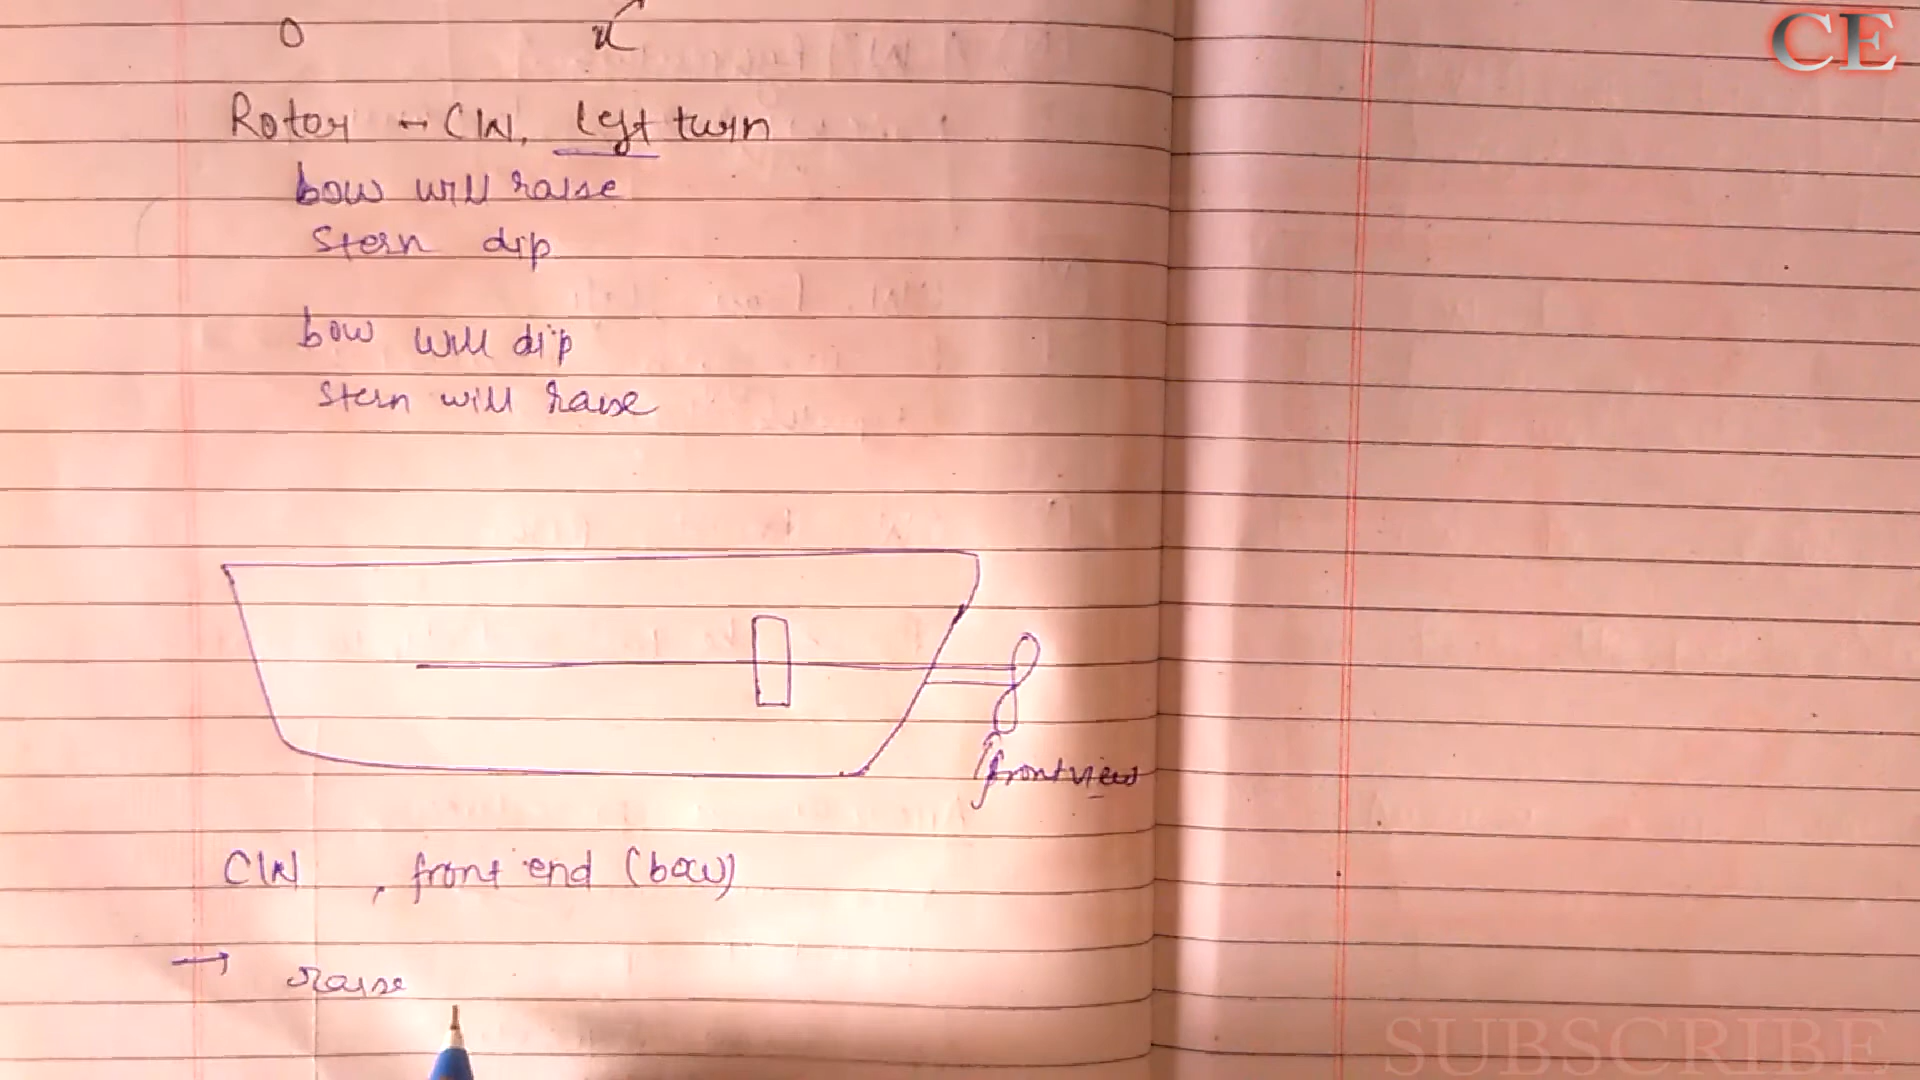 CE
0 x
Rotor - CW, left turn
bow will raise
stern dip
bow will dip
stern will raise
front view
CW , front end (bow)
→ raise
SUBSCRIBE